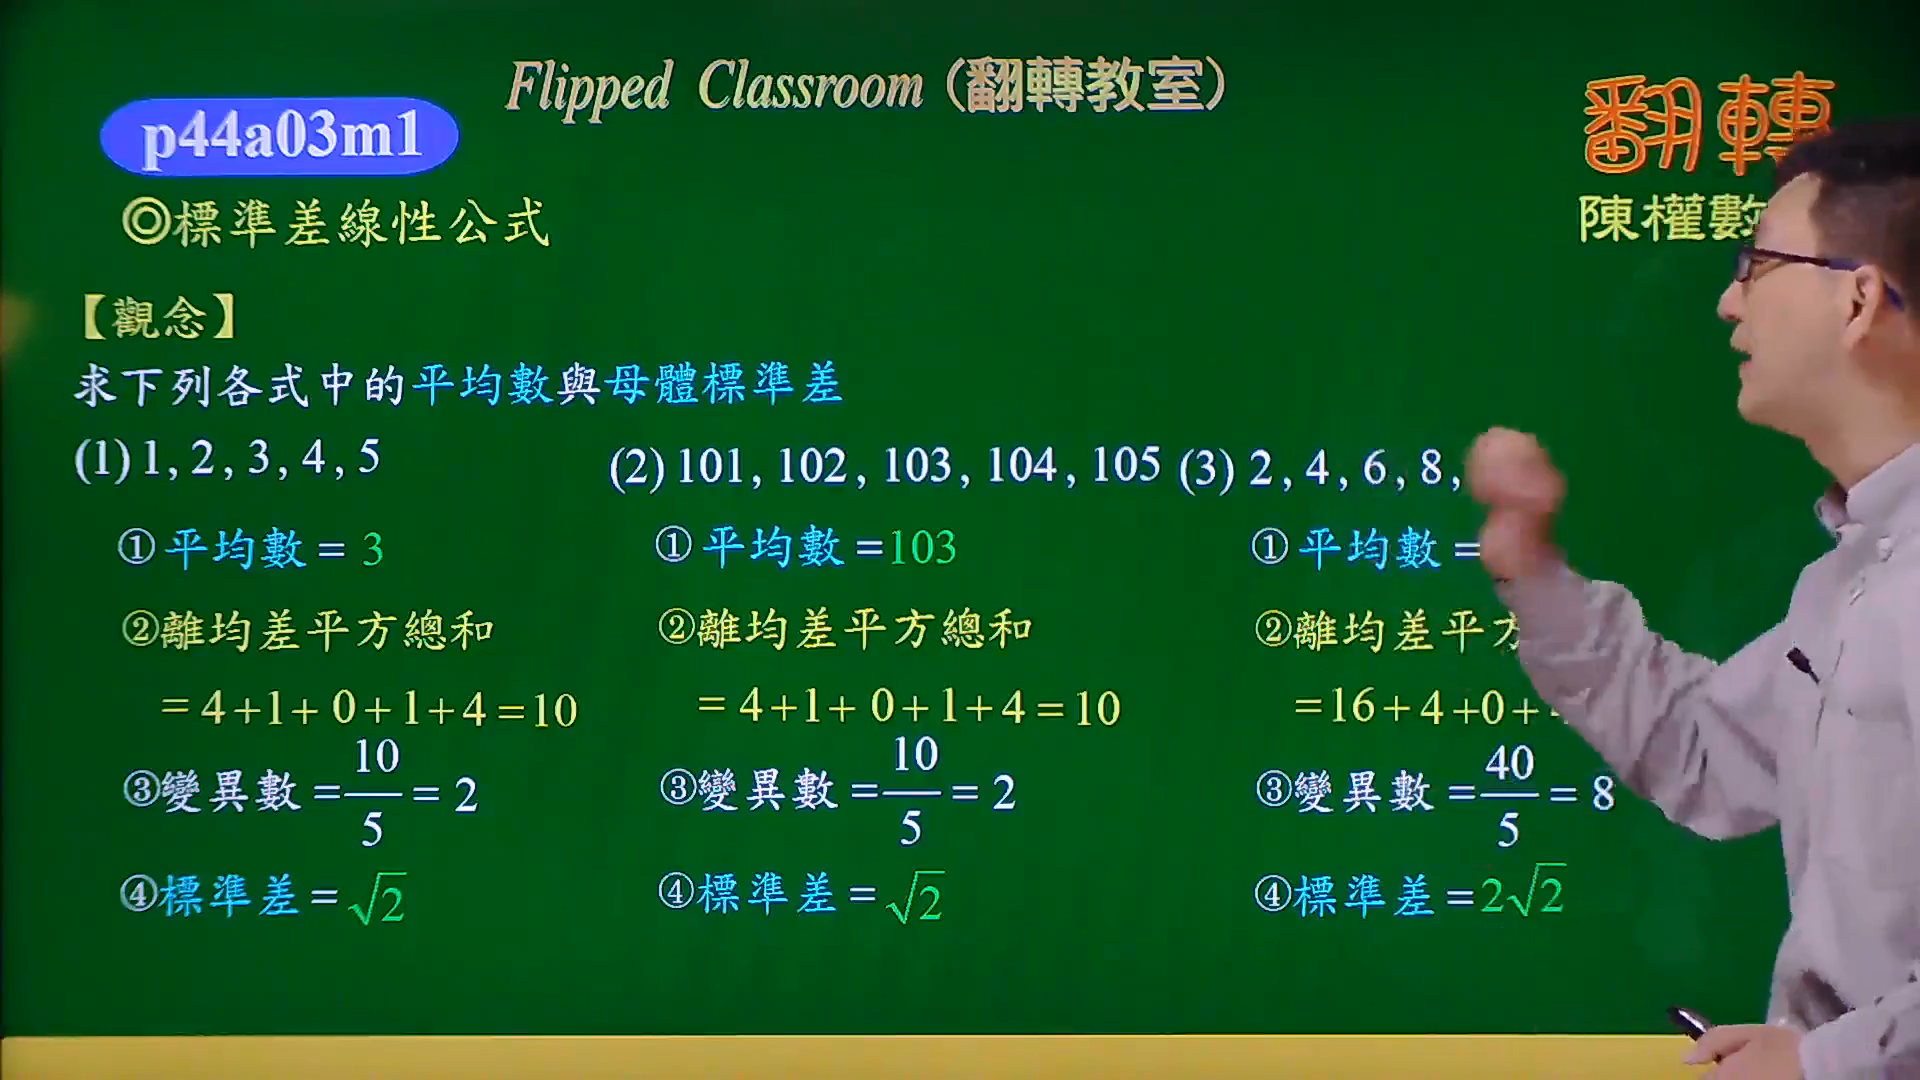 Flipped Classroom (翻轉教室)
翻轉
陳權數
p44a03m1
◎標準差線性公式
【觀念】
求下列各式中的平均數與母體標準差
(1) 1 , 2 , 3 , 4 , 5
(2) 101 , 102 , 103 , 104 , 105
(3) 2 , 4 , 6 , 8 ,
①平均數 = 3
①平均數 =103
①平均數 =
②離均差平方總和
②離均差平方總和
②離均差平方
= 4+1+ 0+1+4 =10
= 4+1+ 0+1+4 =10
=16+ 4 +0+
③變異數 = 10/5 = 2
③變異數 = 10/5 = 2
③變異數 = 40/5 = 8
④標準差 = √2
④標準差 = √2
④標準差 =2√2